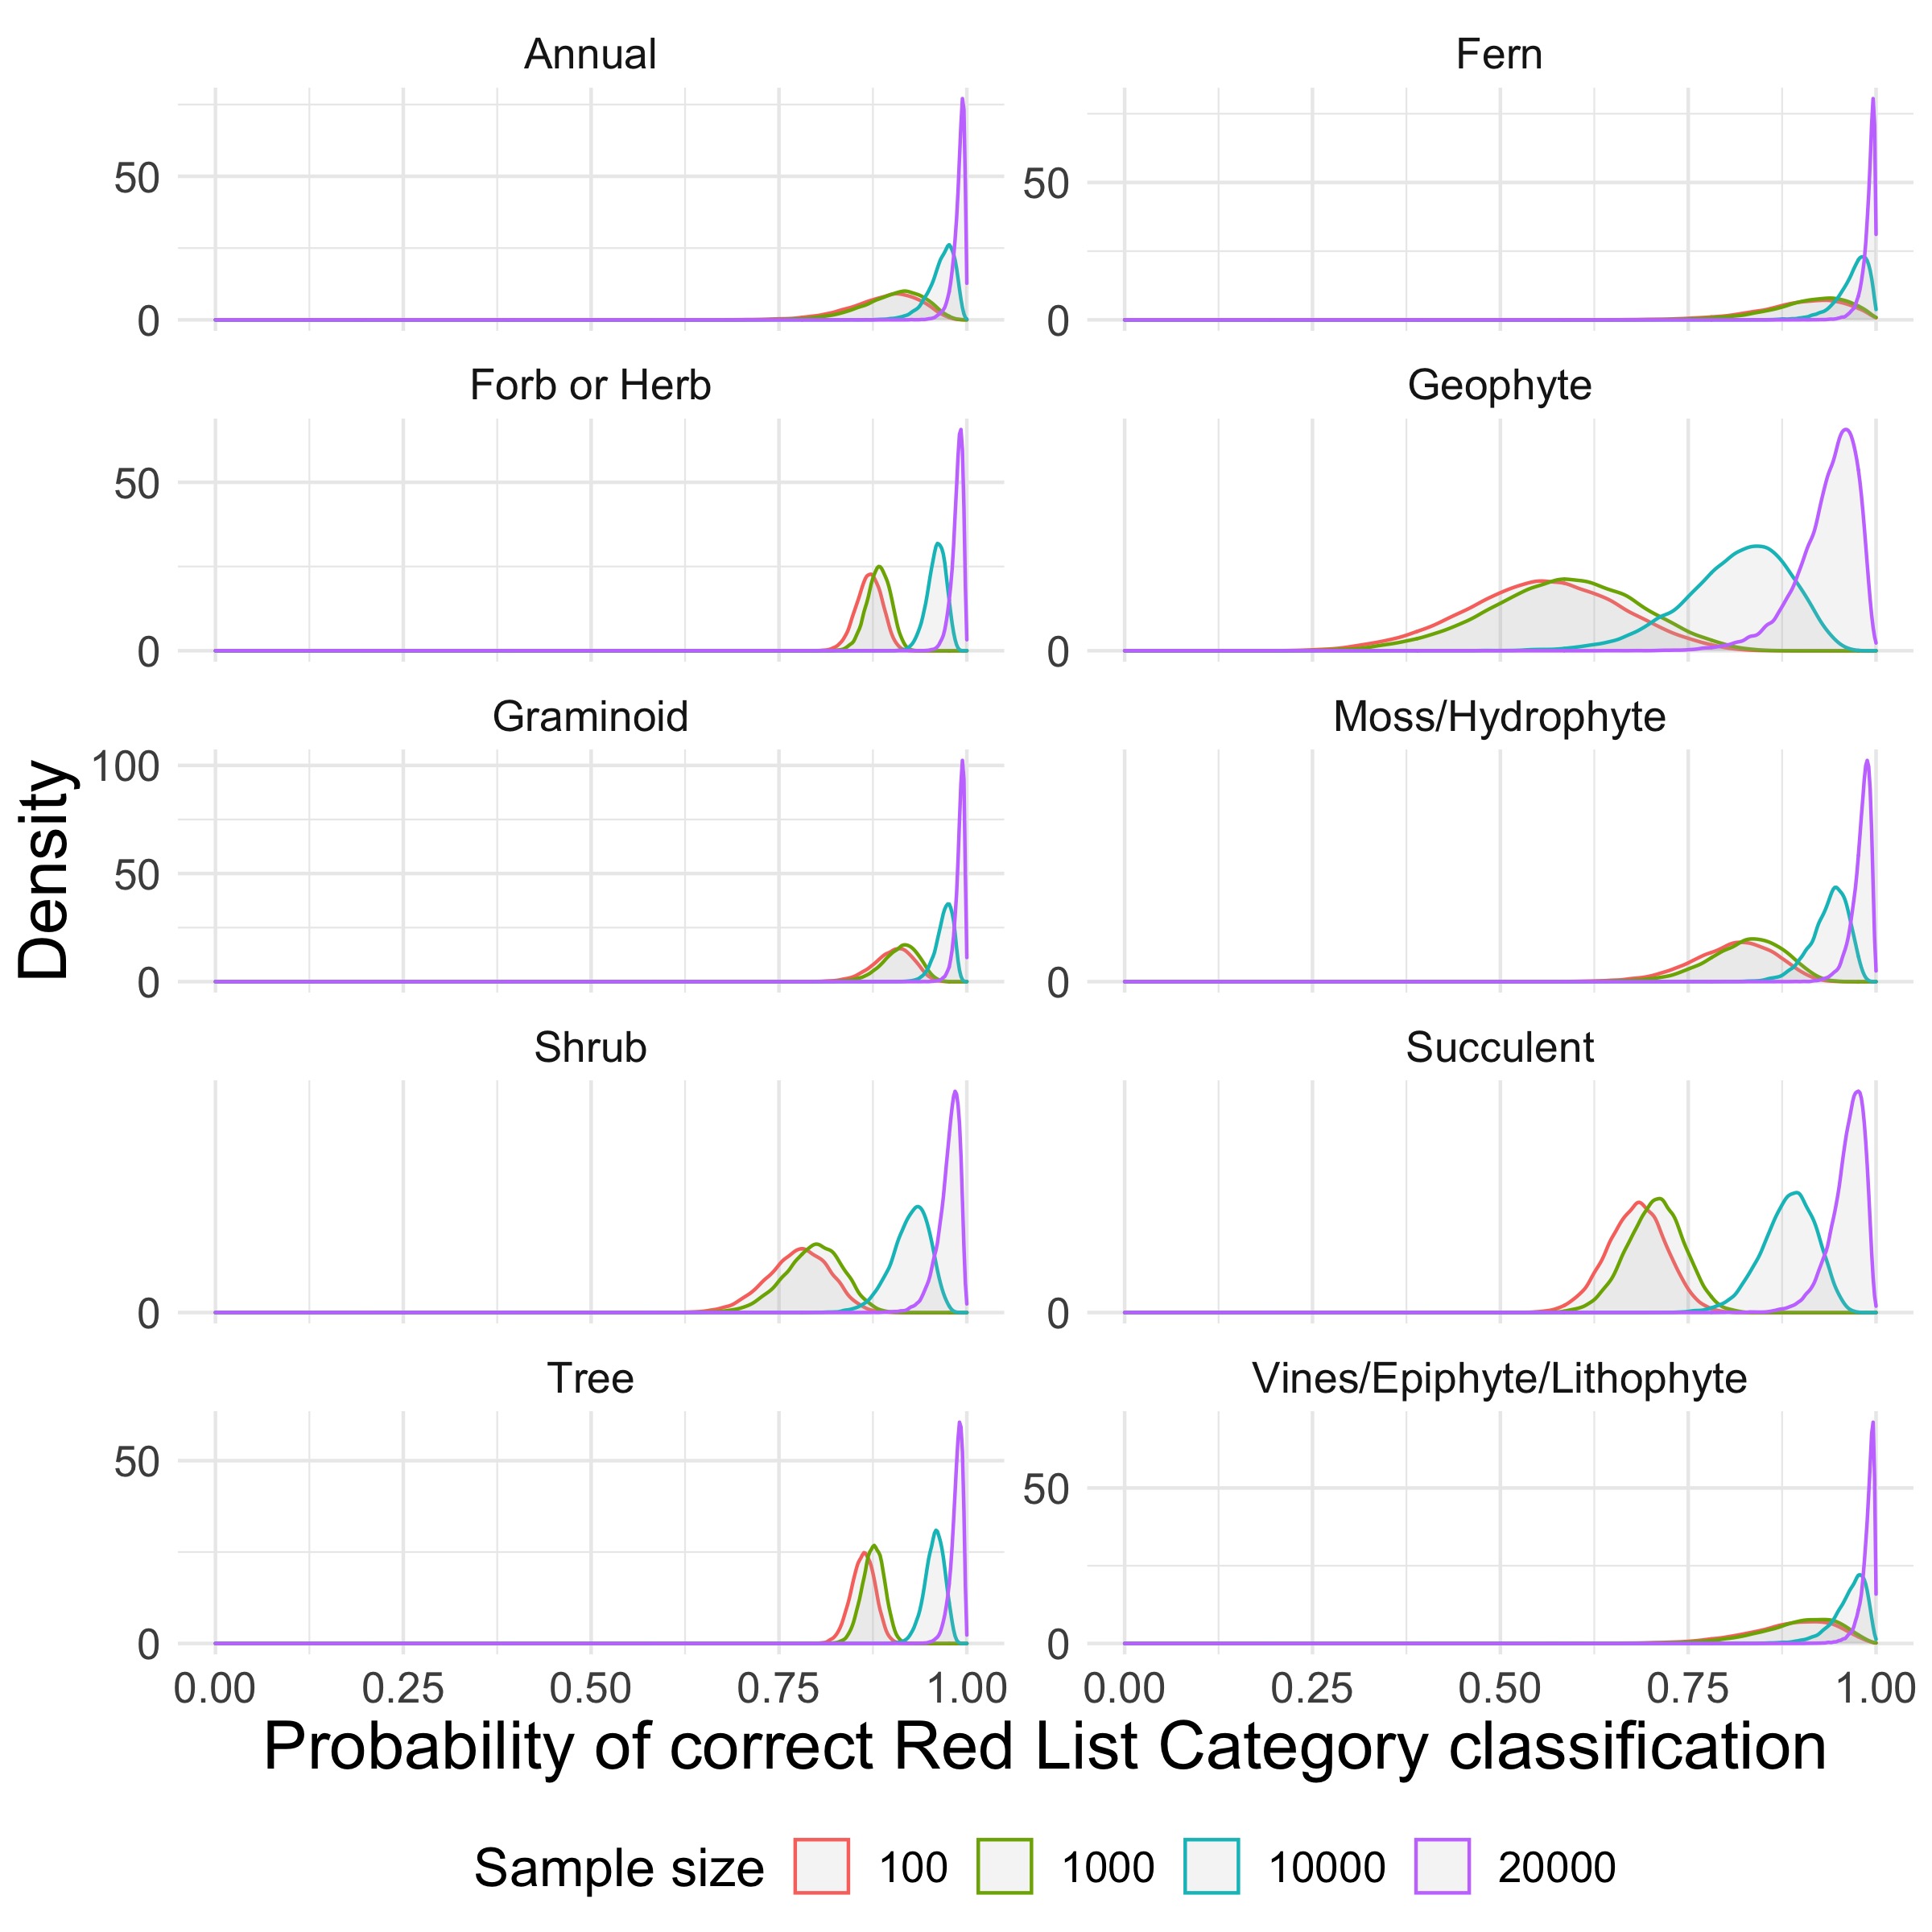 Annual
Fern
50
0
50
0
Forb or Herb
Geophyte
50
0
0
Graminoid
Moss/Hydrophyte
100
50
0
0
Shrub
Succulent
0
0
Tree
Vines/Epiphyte/Lithophyte
50
0
50
0
Density
0.00 0.25 0.50 0.75 1.00
0.00 0.25 0.50 0.75 1.00
Probability of correct Red List Category classification
Sample size 100 1000 10000 20000